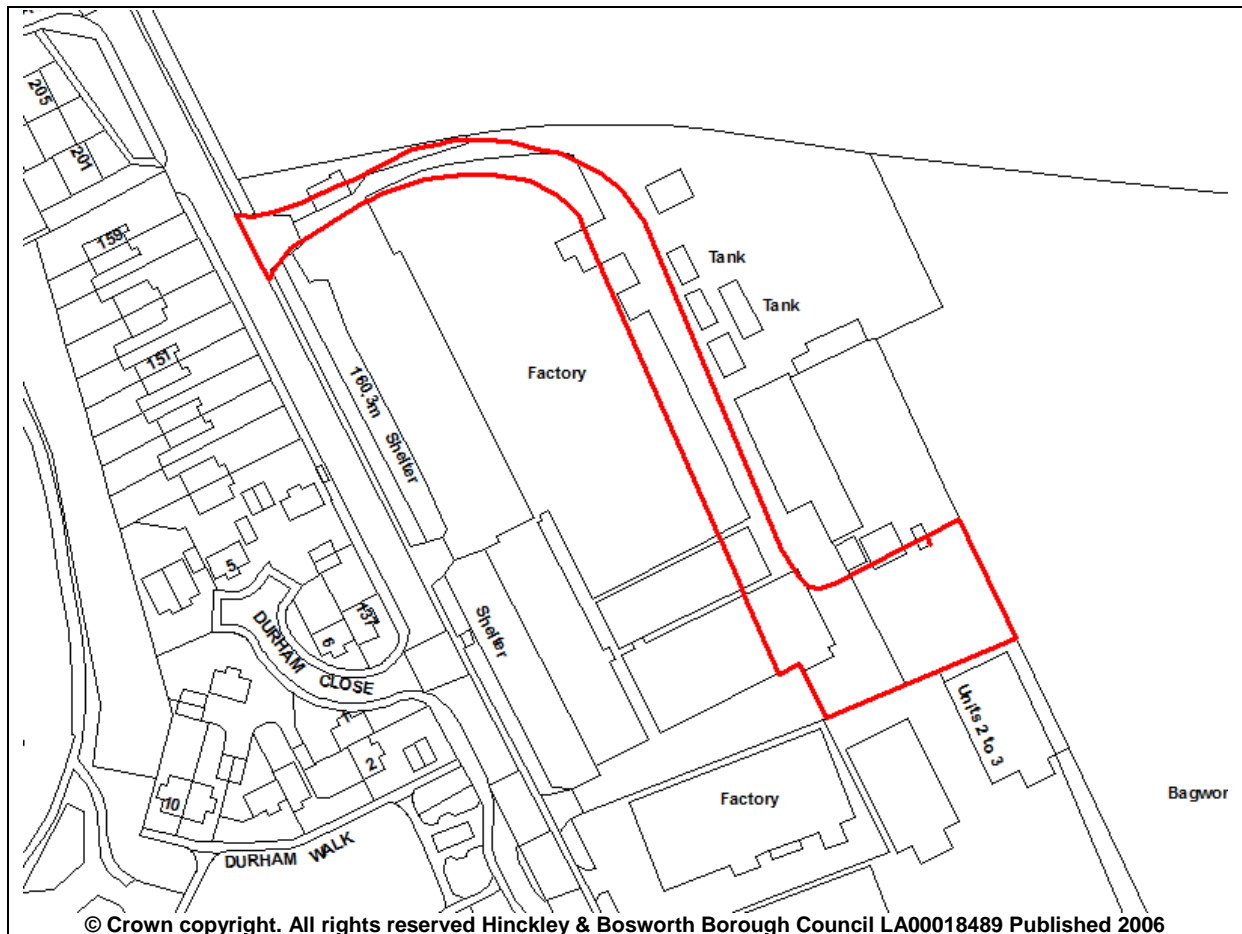 205
201
159
151
Tank
Tank
Factory
160.3m
Shelter
5
137
6
DURHAM CLOSE
Shelter
1
2
10
DURHAM WALK
Units 2 to 3
Factory
Bagwor
© Crown copyright. All rights reserved Hinckley & Bosworth Borough Council LA00018489 Published 2006